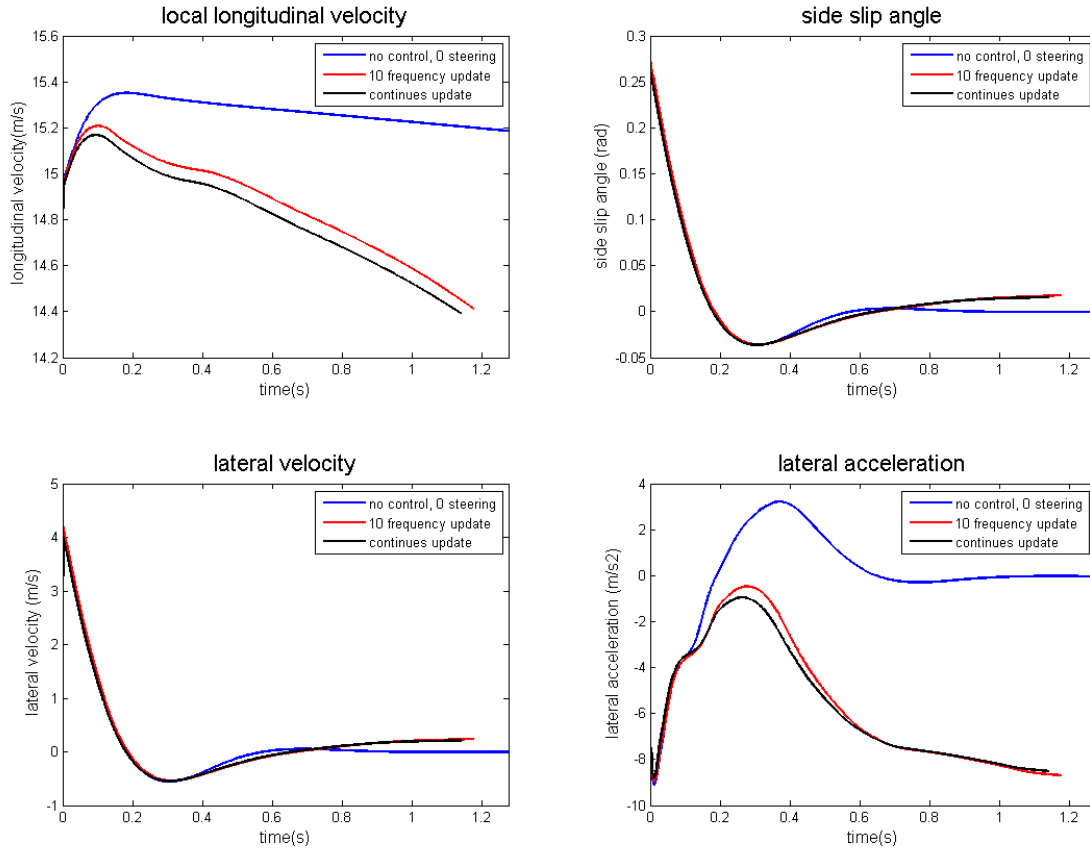 local longitudinal velocity
15.6
15.4
15.2
15
14.8
14.6
14.4
14.2
longitudinal velocity(m/s)
no control, 0 steering
10 frequency update
continues update
0 0.2 0.4 0.6 0.8 1 1.2
time(s)
side slip angle
0.3
0.25
0.2
0.15
0.1
0.05
0
-0.05
side slip angle (rad)
no control, 0 steering
10 frequency update
continues update
0 0.2 0.4 0.6 0.8 1 1.2
time(s)
lateral velocity
5
4
3
2
1
0
-1
lateral velocity (m/s)
no control, 0 steering
10 frequency update
continues update
0 0.2 0.4 0.6 0.8 1 1.2
time(s)
lateral acceleration
4
2
0
-2
-4
-6
-8
-10
lateral acceleration (m/s2)
no control, 0 steering
10 frequency update
continues update
0 0.2 0.4 0.6 0.8 1 1.2
time(s)